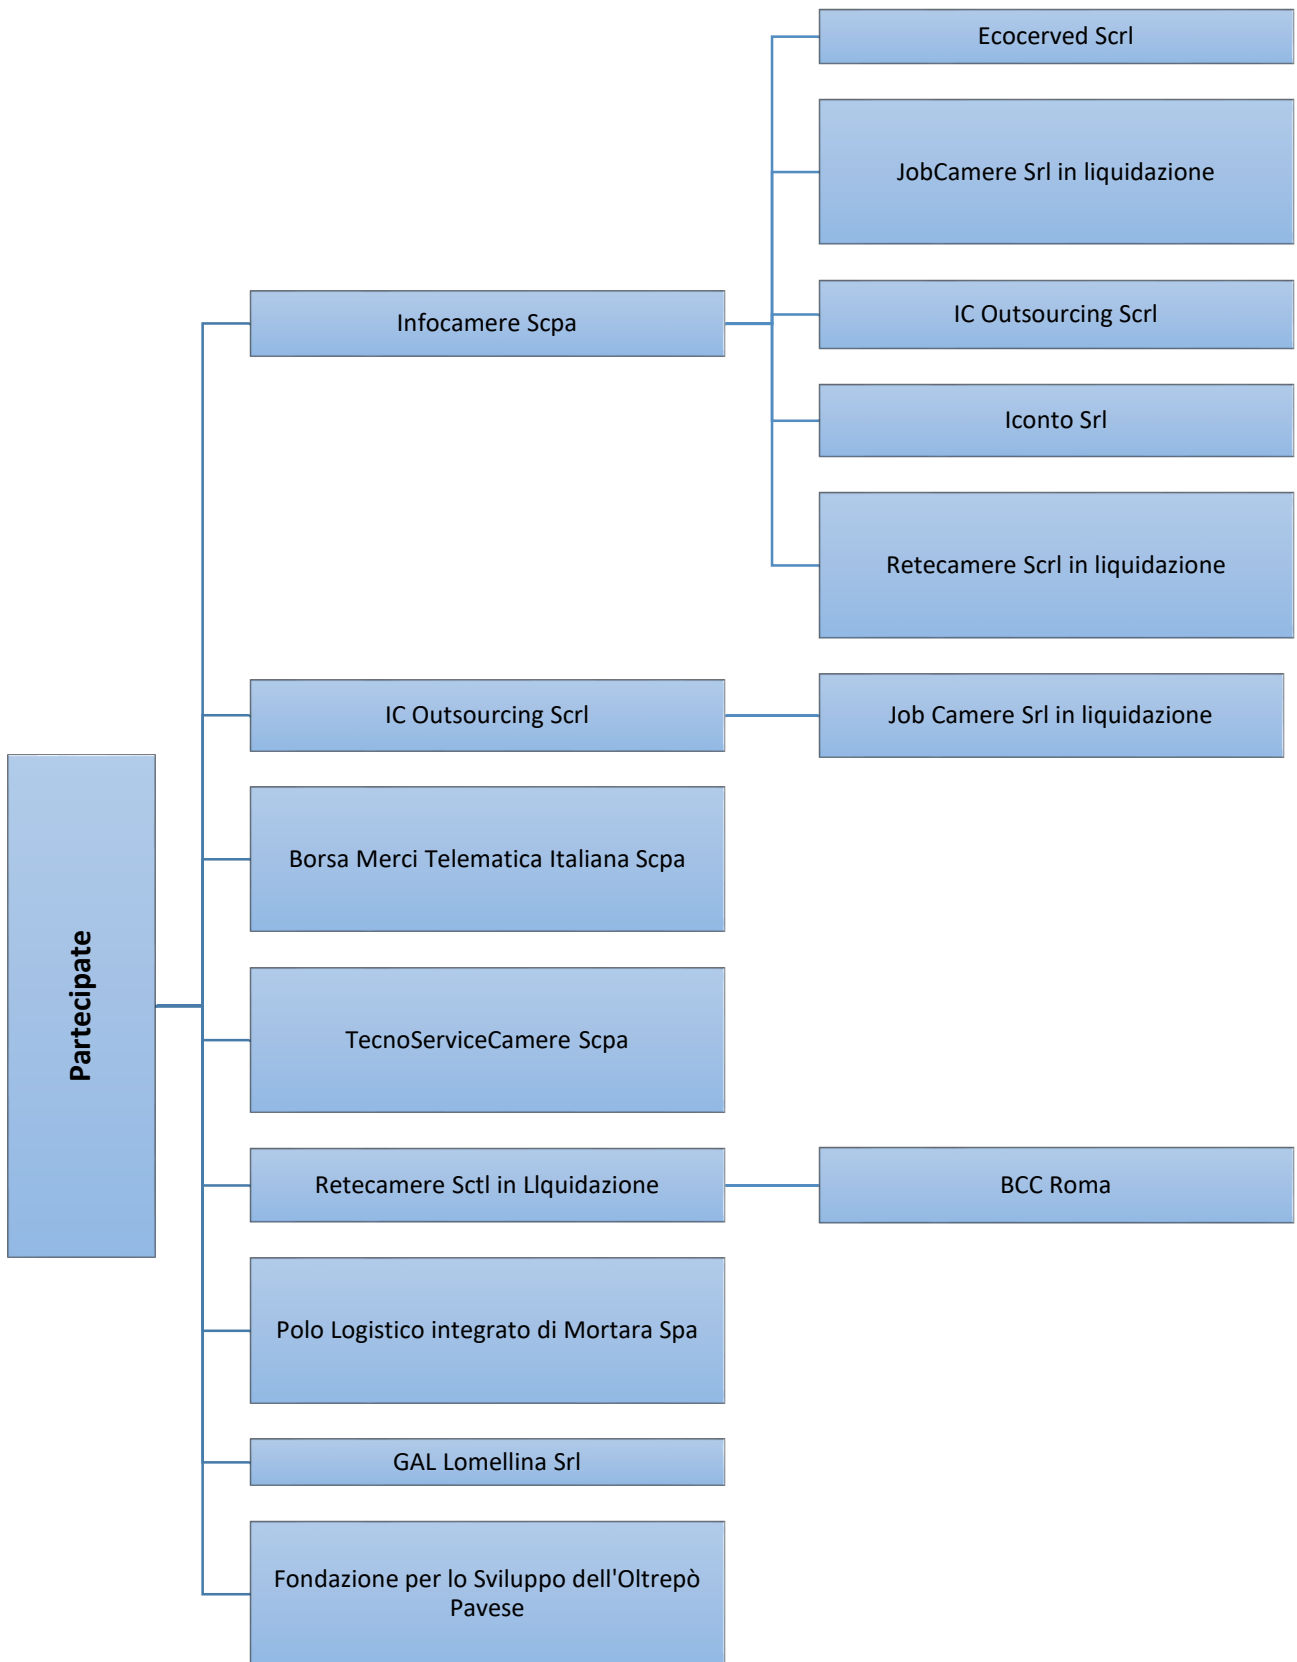 Partecipate
Infocamere Scpa
Ecocerved Scrl
JobCamere Srl in liquidazione
IC Outsourcing Scrl
Iconto Srl
Retecamere Scrl in liquidazione
IC Outsourcing Scrl
Job Camere Srl in liquidazione
Borsa Merci Telematica Italiana Scpa
TecnoServiceCamere Scpa
Retecamere Sctl in LIquidazione
BCC Roma
Polo Logistico integrato di Mortara Spa
GAL Lomellina Srl
Fondazione per lo Sviluppo dell'Oltrepò
Pavese